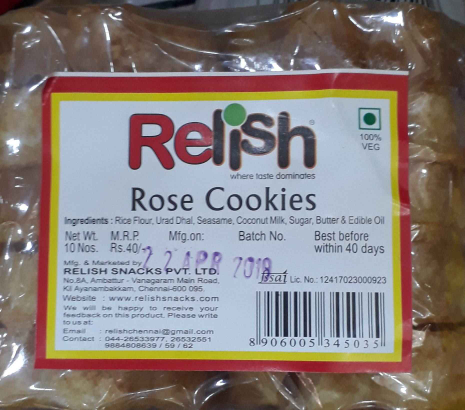 Relish
where taste dominates
100%
VEG
Rose Cookies
Ingredients : Rice Flour, Urad Dhal, Seasame, Coconut Milk, Sugar, Butter & Edible Oil
Net Wt. M.R.P. Mfg.on: Batch No. Best before
10 Nos. Rs.40/- within 40 days
22 APR 2019
Mfg. & Marketed by
RELISH SNACKS PVT. LTD.
No.8A, Ambattur - Vanagaram Main Road,
Kil Ayanambakkam, Chennai-600 095.
fssai Lic. No.: 12417023000923
Website : www.relishsnacks.com
We will be happy to receive your
feedback on this product. Please write
to us at:
Email : relishchennai@gmail.com
Contact : 044-26533977, 26532551
9884808639 / 59 / 62
8 906005 345035